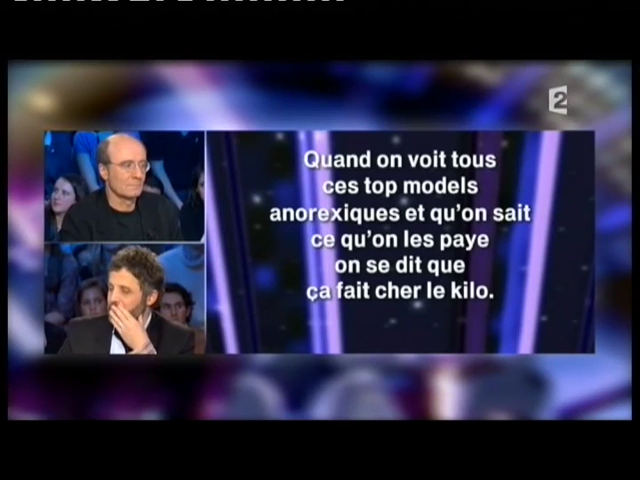 2
Quand on voit tous
ces top models
anorexiques et qu'on sait
ce qu'on les paye
on se dit que
ça fait cher le kilo.